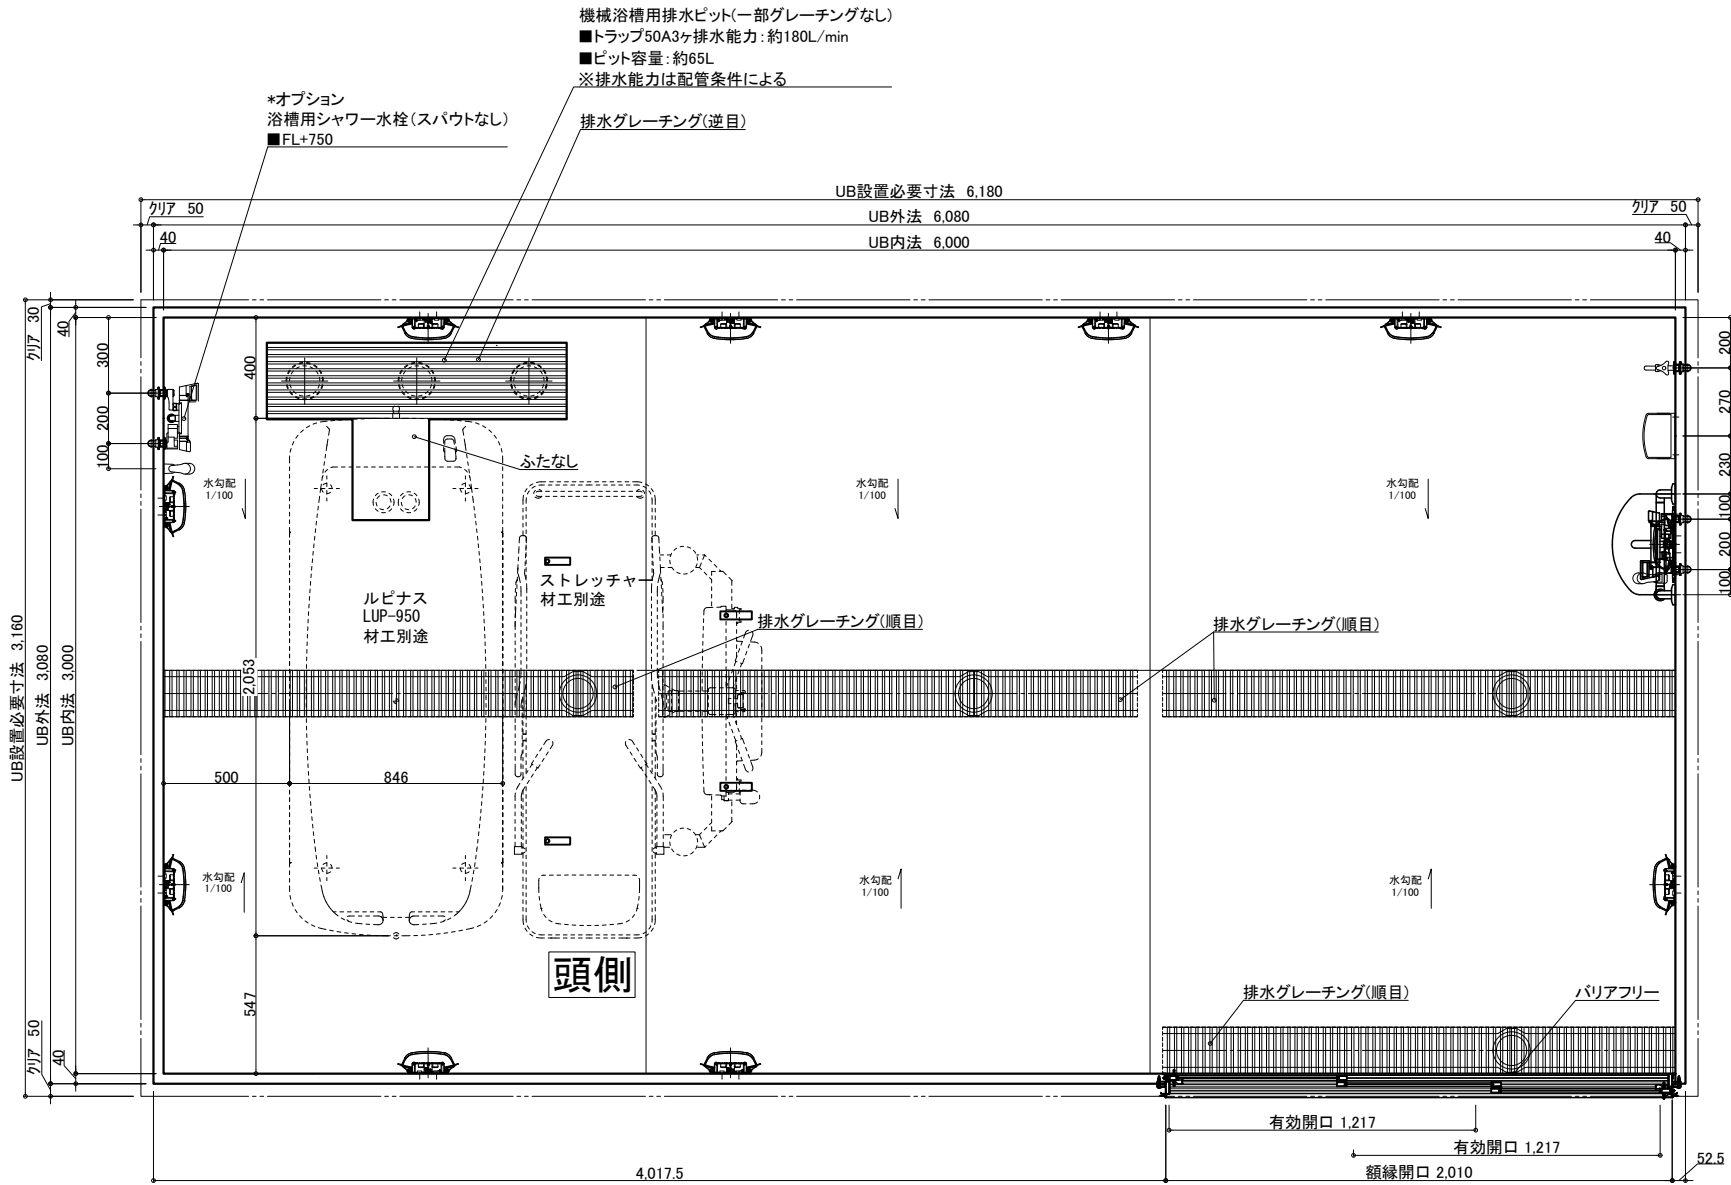 機械浴槽用排水ピット(一部グレーチングなし)
■トラップ50A3ヶ排水能力:約180L/min
■ピット容量:約65L
※排水能力は配管条件による
*オプション
浴槽用シャワー水栓(スパウトなし)
■FL+750
排水グレーチング(逆目)
UB設置必要寸法 6,180
クリア 50
UB外法 6,080
クリア 50
40
UB内法 6,000
40
クリア 30
40
300
200
100
400
200
270
230
100
200
100
ふたなし
水勾配
1/100
水勾配
1/100
水勾配
1/100
ストレッチャー
材工別途
ルピナス
LUP-950
材工別途
排水グレーチング(順目)
排水グレーチング(順目)
UB設置必要寸法 3,160
UB外法 3,080
UB内法 3,000
2,053
500
846
水勾配
1/100
水勾配
1/100
水勾配
1/100
頭側
547
排水グレーチング(順目)
バリアフリー
クリア 50
40
有効開口 1,217
有効開口 1,217
4,017.5
額縁開口 2,010
52.5